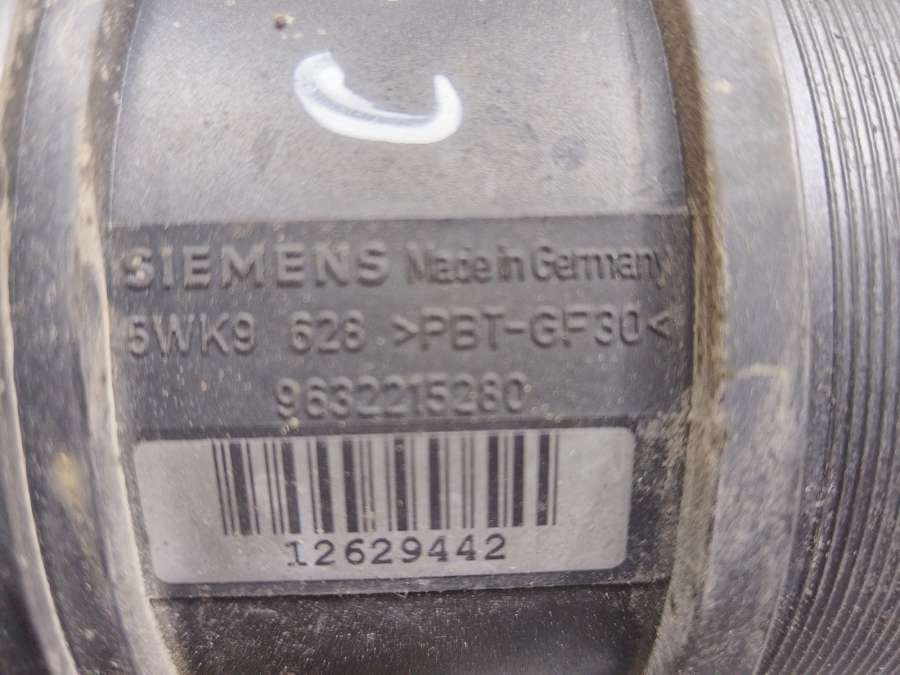 SIEMENS Made in Germany
5WK9 628 >PBT-GF30<
9632215280
12629442